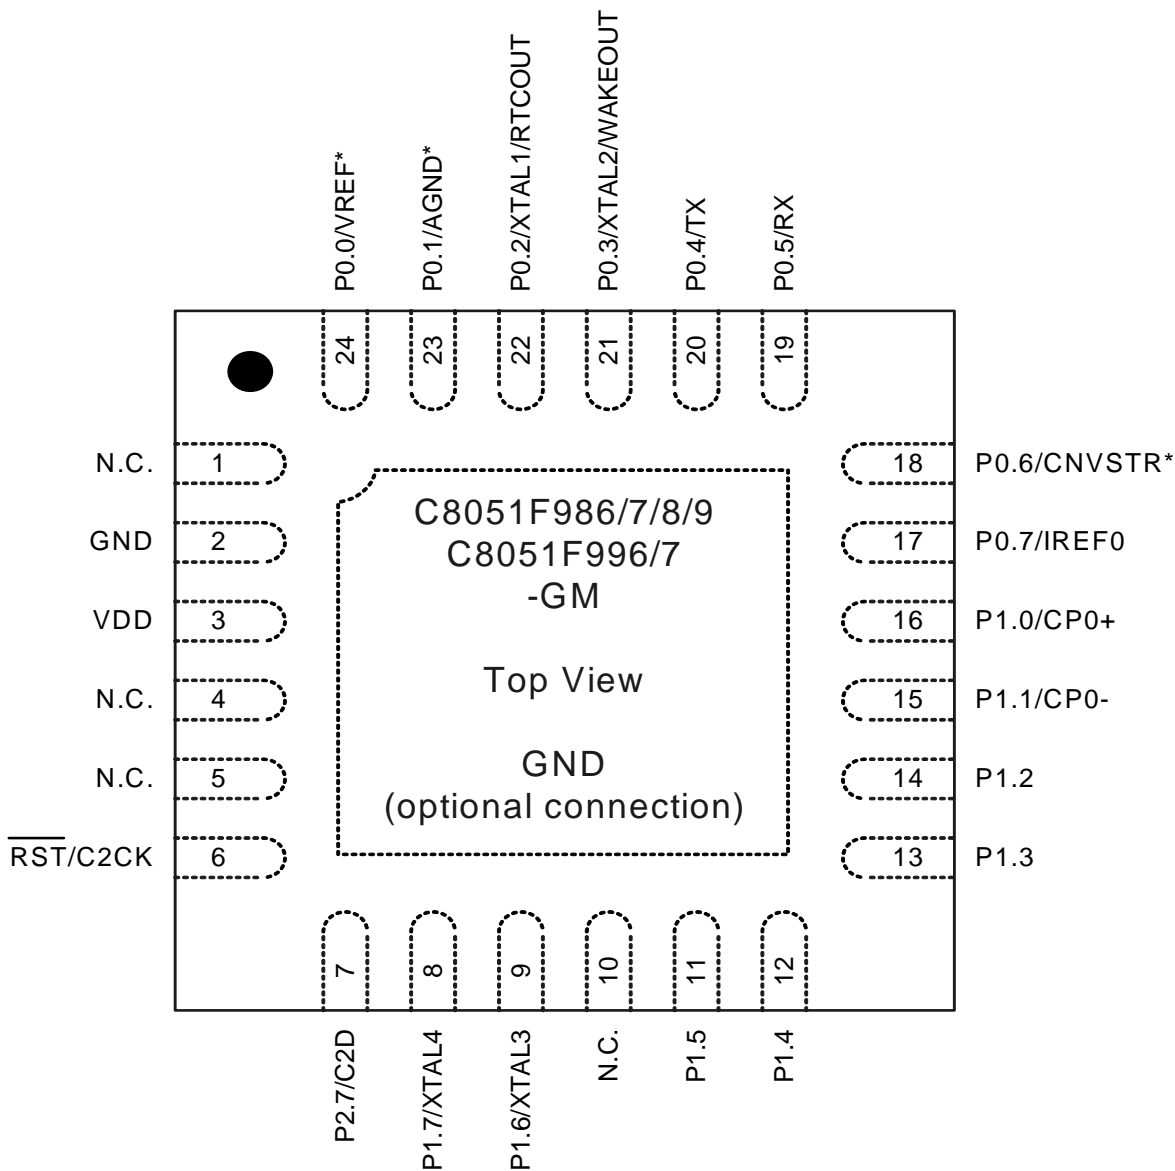 P0.0/VREF*
P0.1/AGND*
P0.2/XTAL1/RTCOUT
P0.3/XTAL2/WAKEOUT
P0.4/TX
P0.5/RX
24
23
22
21
20
19
N.C.
1
GND
2
VDD
3
N.C.
4
N.C.
5
RST/C2CK
6
C8051F986/7/8/9
C8051F996/7
-GM
Top View
GND
(optional connection)
18
P0.6/CNVSTR*
17
P0.7/IREF0
16
P1.0/CP0+
15
P1.1/CP0-
14
P1.2
13
P1.3
7
8
9
10
11
12
P2.7/C2D
P1.7/XTAL4
P1.6/XTAL3
N.C.
P1.5
P1.4